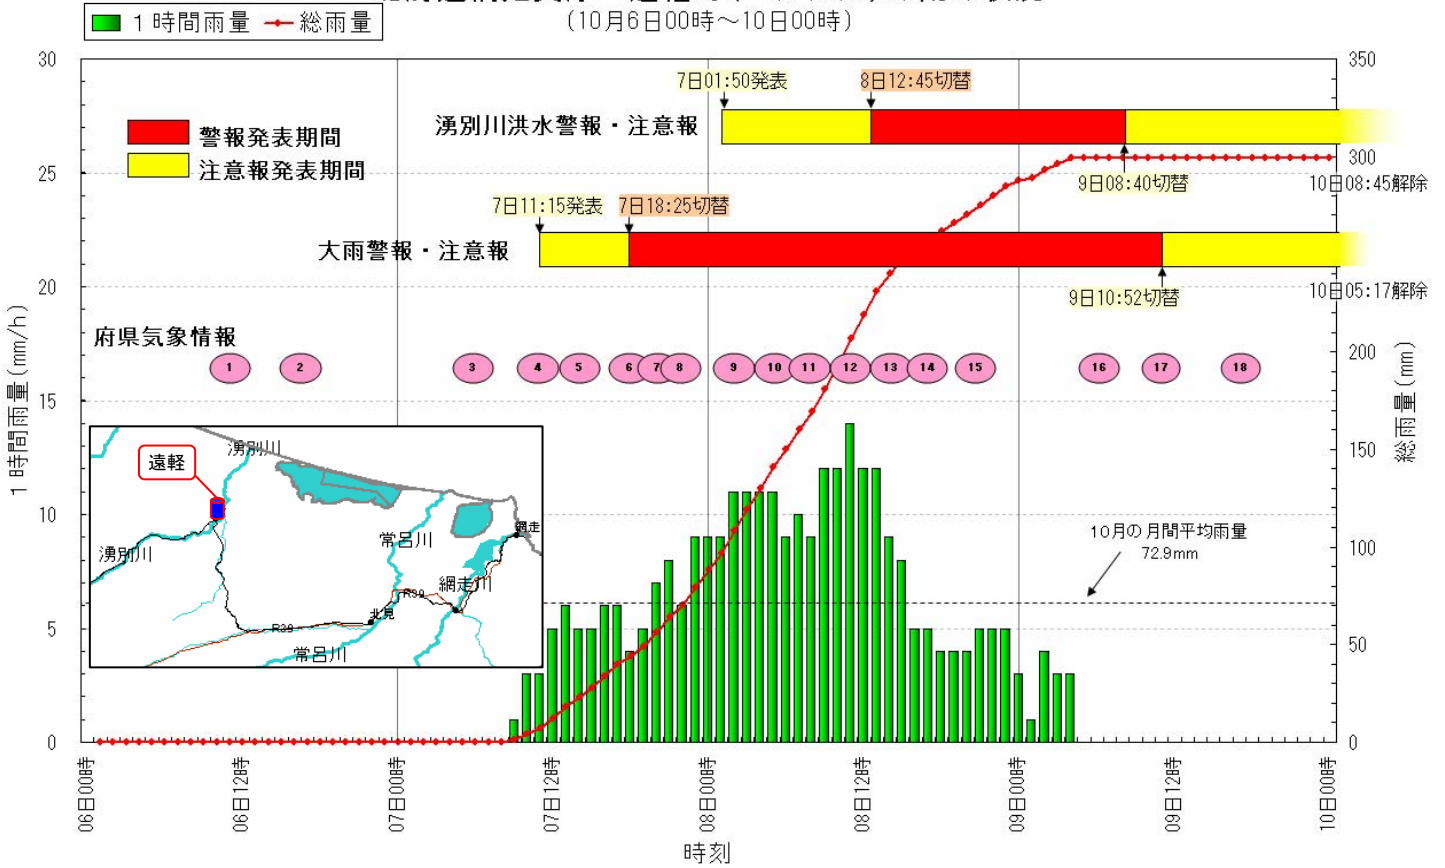 (10月6日00時～10日00時)
1時間雨量 総雨量
30
25
20
15
10
5
0
1時間雨量(mm/h)
350
300
200
150
100
50
0
総雨量(mm)
警報発表期間
注意報発表期間
7日01:50発表
8日12:45切替
湧別川洪水警報・注意報
9日08:40切替
10日08:45解除
7日11:15発表
7日18:25切替
大雨警報・注意報
9日10:52切替
10日05:17解除
府県気象情報
1 2 3 4 5 6 7 8 9 10 11 12 13 14 15 16 17 18
遠軽
湧別川
湧別川
常呂川
網走
網走川
R39
北見
R39
常呂川
10月の月間平均雨量
72.9mm
06日00時
06日12時
07日00時
07日12時
08日00時
08日12時
09日00時
09日12時
10日00時
時刻